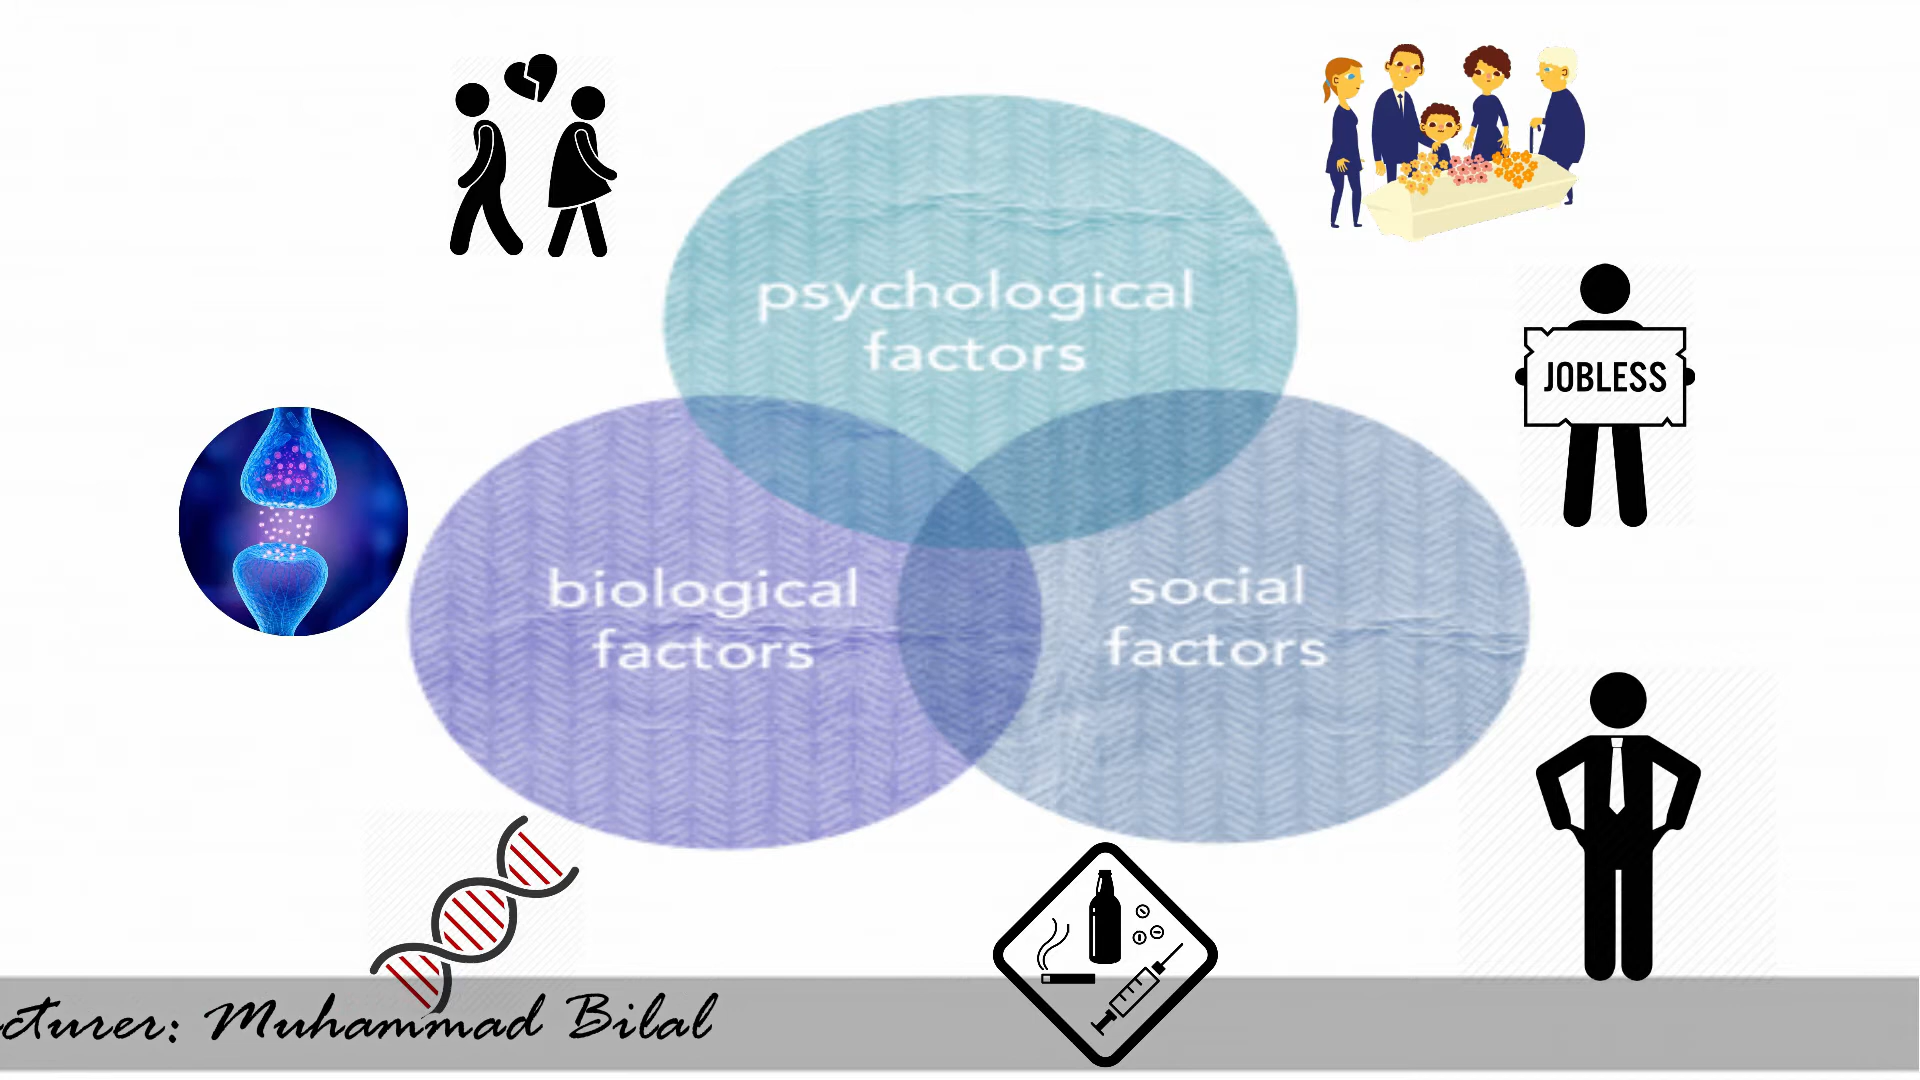 psychological
factors
JOBLESS
biological
factors
social
factors
cturer: Muhammad Bilal